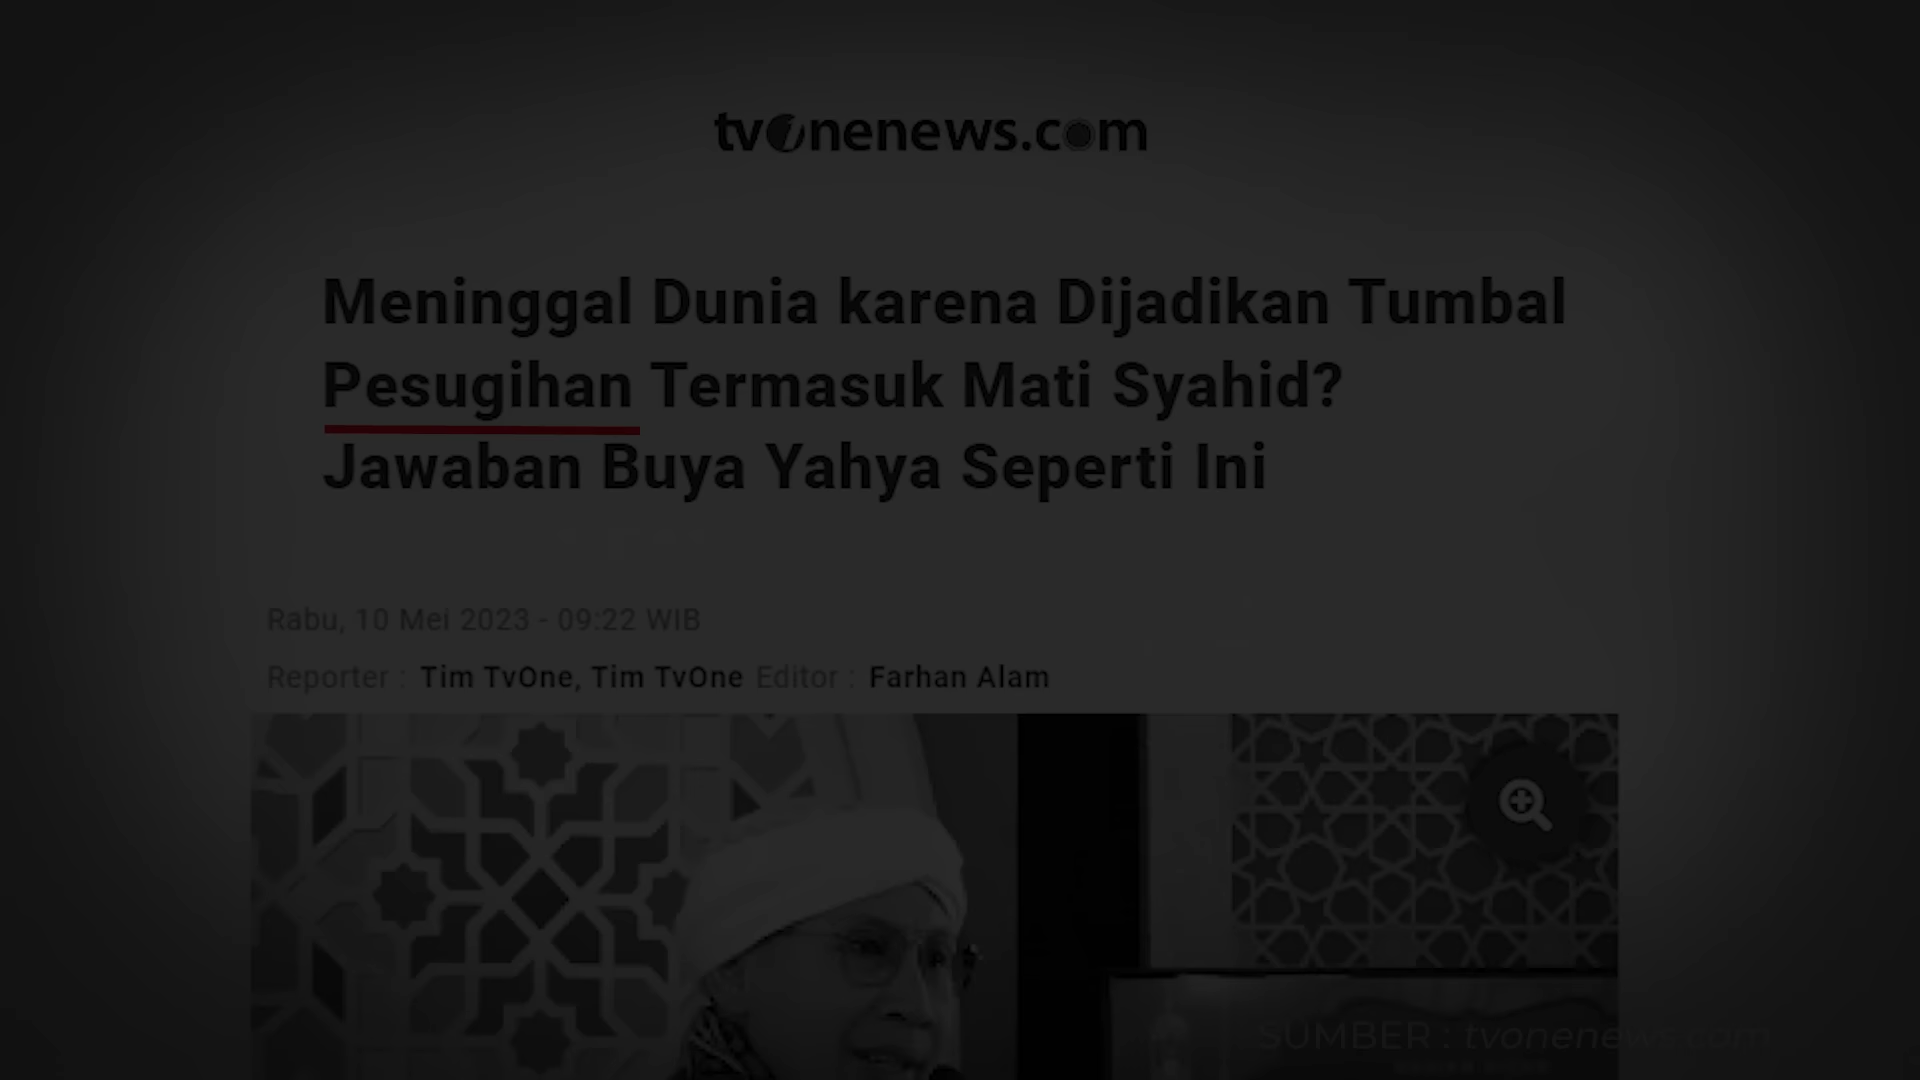 tvonenews.com
Meninggal Dunia karena Dijadikan Tumbal
Pesugihan Termasuk Mati Syahid?
Jawaban Buya Yahya Seperti Ini
Rabu, 10 Mei 2023 - 09:22 WIB
Reporter : Tim TvOne, Tim TvOne Editor : Farhan Alam
SUMBER : tvonenews.com